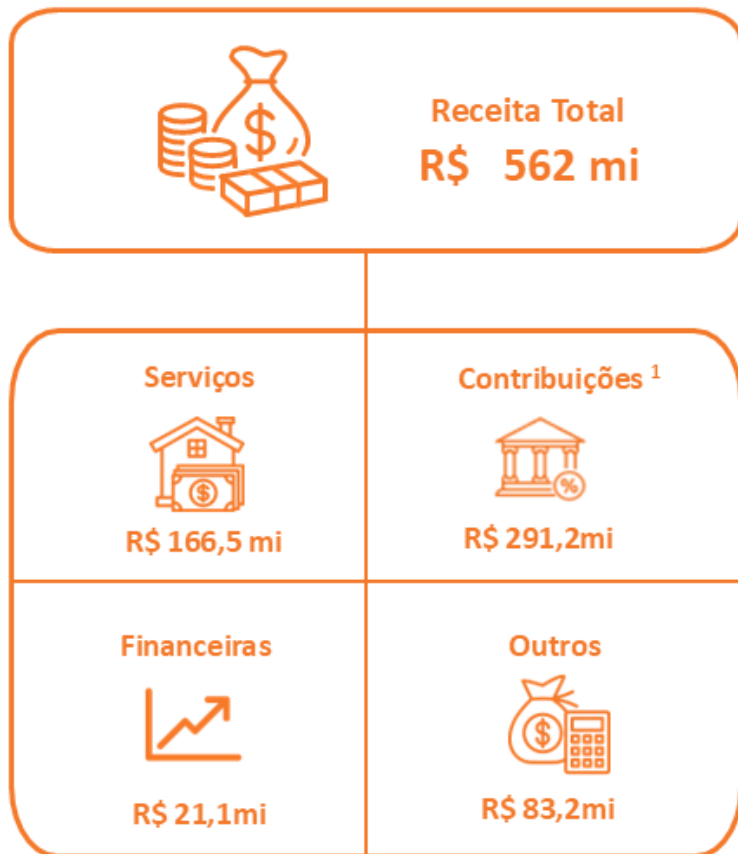 Receita Total
R$ 562 mi
Serviços
R$ 166,5 mi
Contribuições ¹
R$ 291,2mi
Financeiras
R$ 21,1mi
Outros
R$ 83,2mi